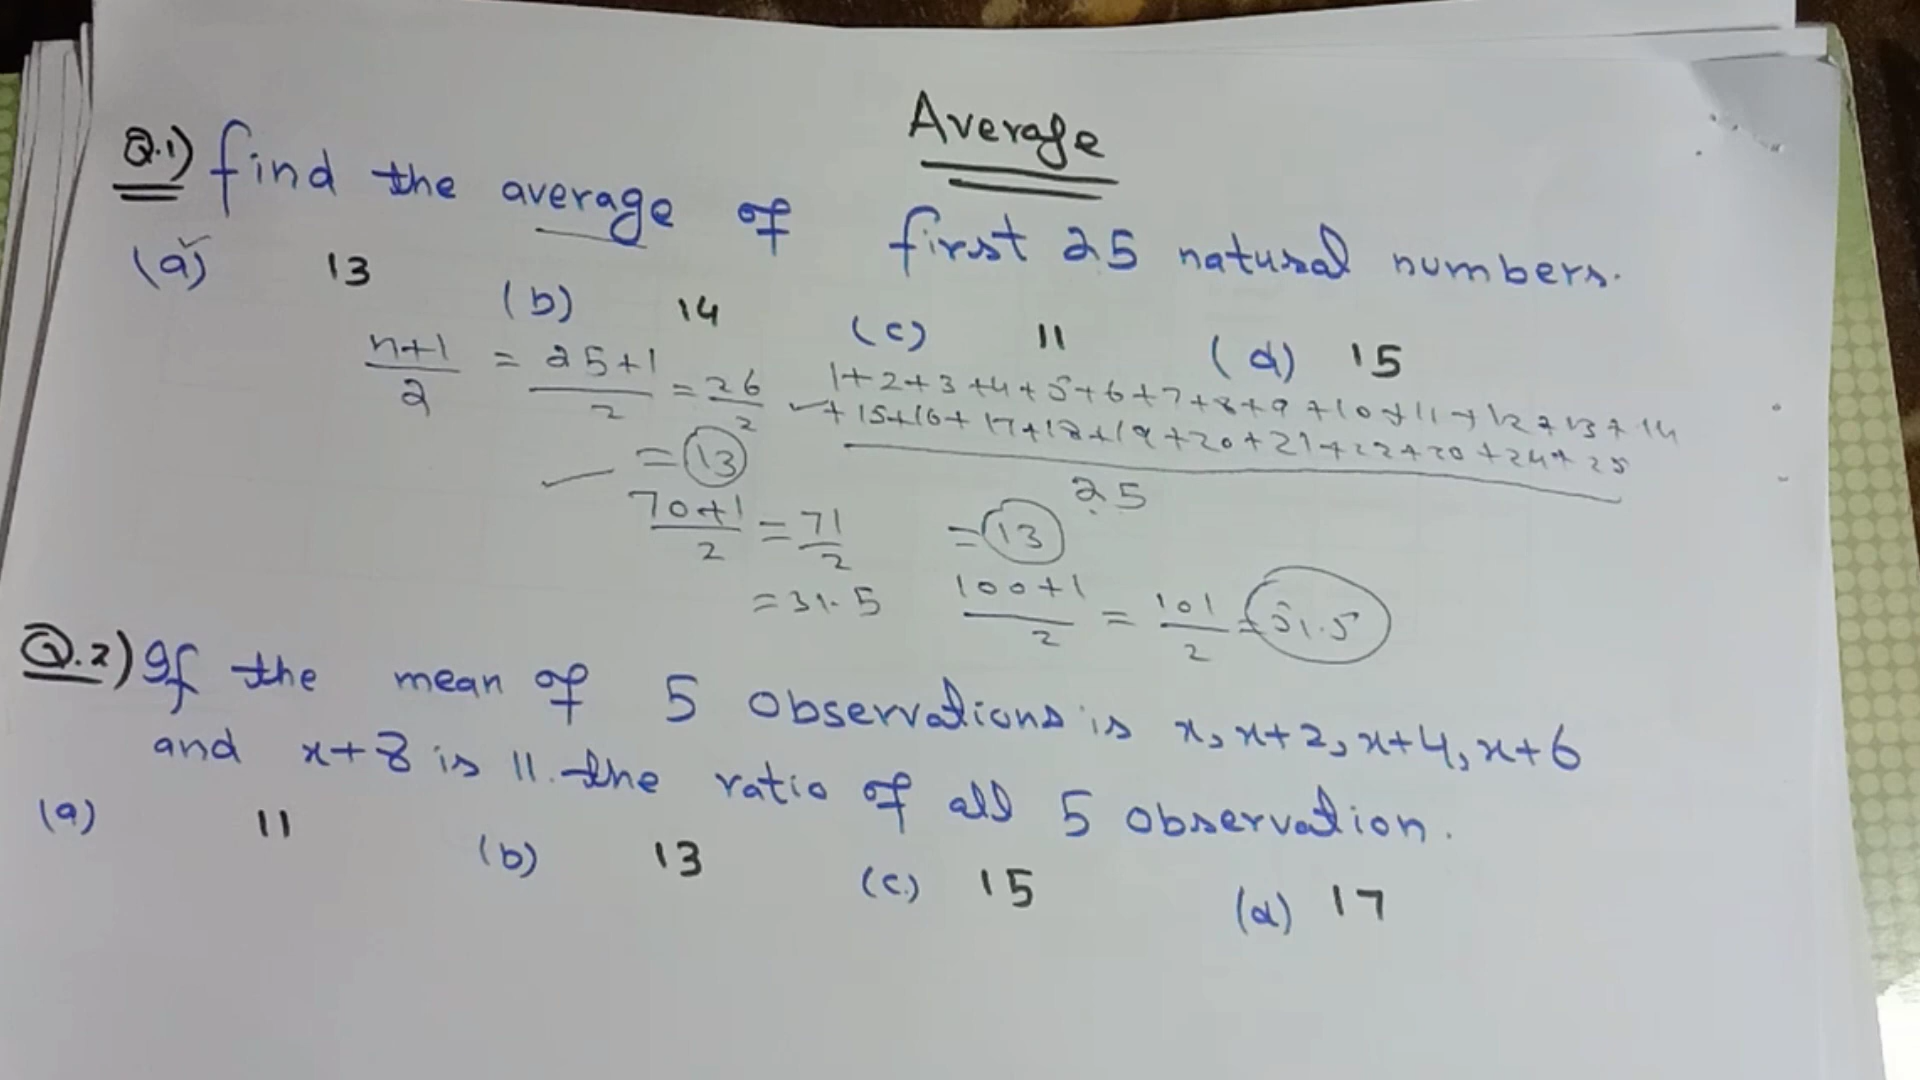 Average
Q.1) find the average of first 25 natural numbers.
(a) 13 (b) 14 (c) 11 (d) 15
n+1/2 = 25+1/2 = 26/2
= 13
1+2+3+4+5+6+7+8+9+10+11+12+13+14
+15+16+17+18+19+20+21+22+20+24+25
25
= 13
70+1/2 = 71/2
= 31.5
100+1/2 = 101/2 = 51.5
Q.2) If the mean of 5 observations is x, x+2, x+4, x+6
and x+8 is 11. the ratio of all 5 observation.
(a) 11 (b) 13 (c) 15 (d) 17